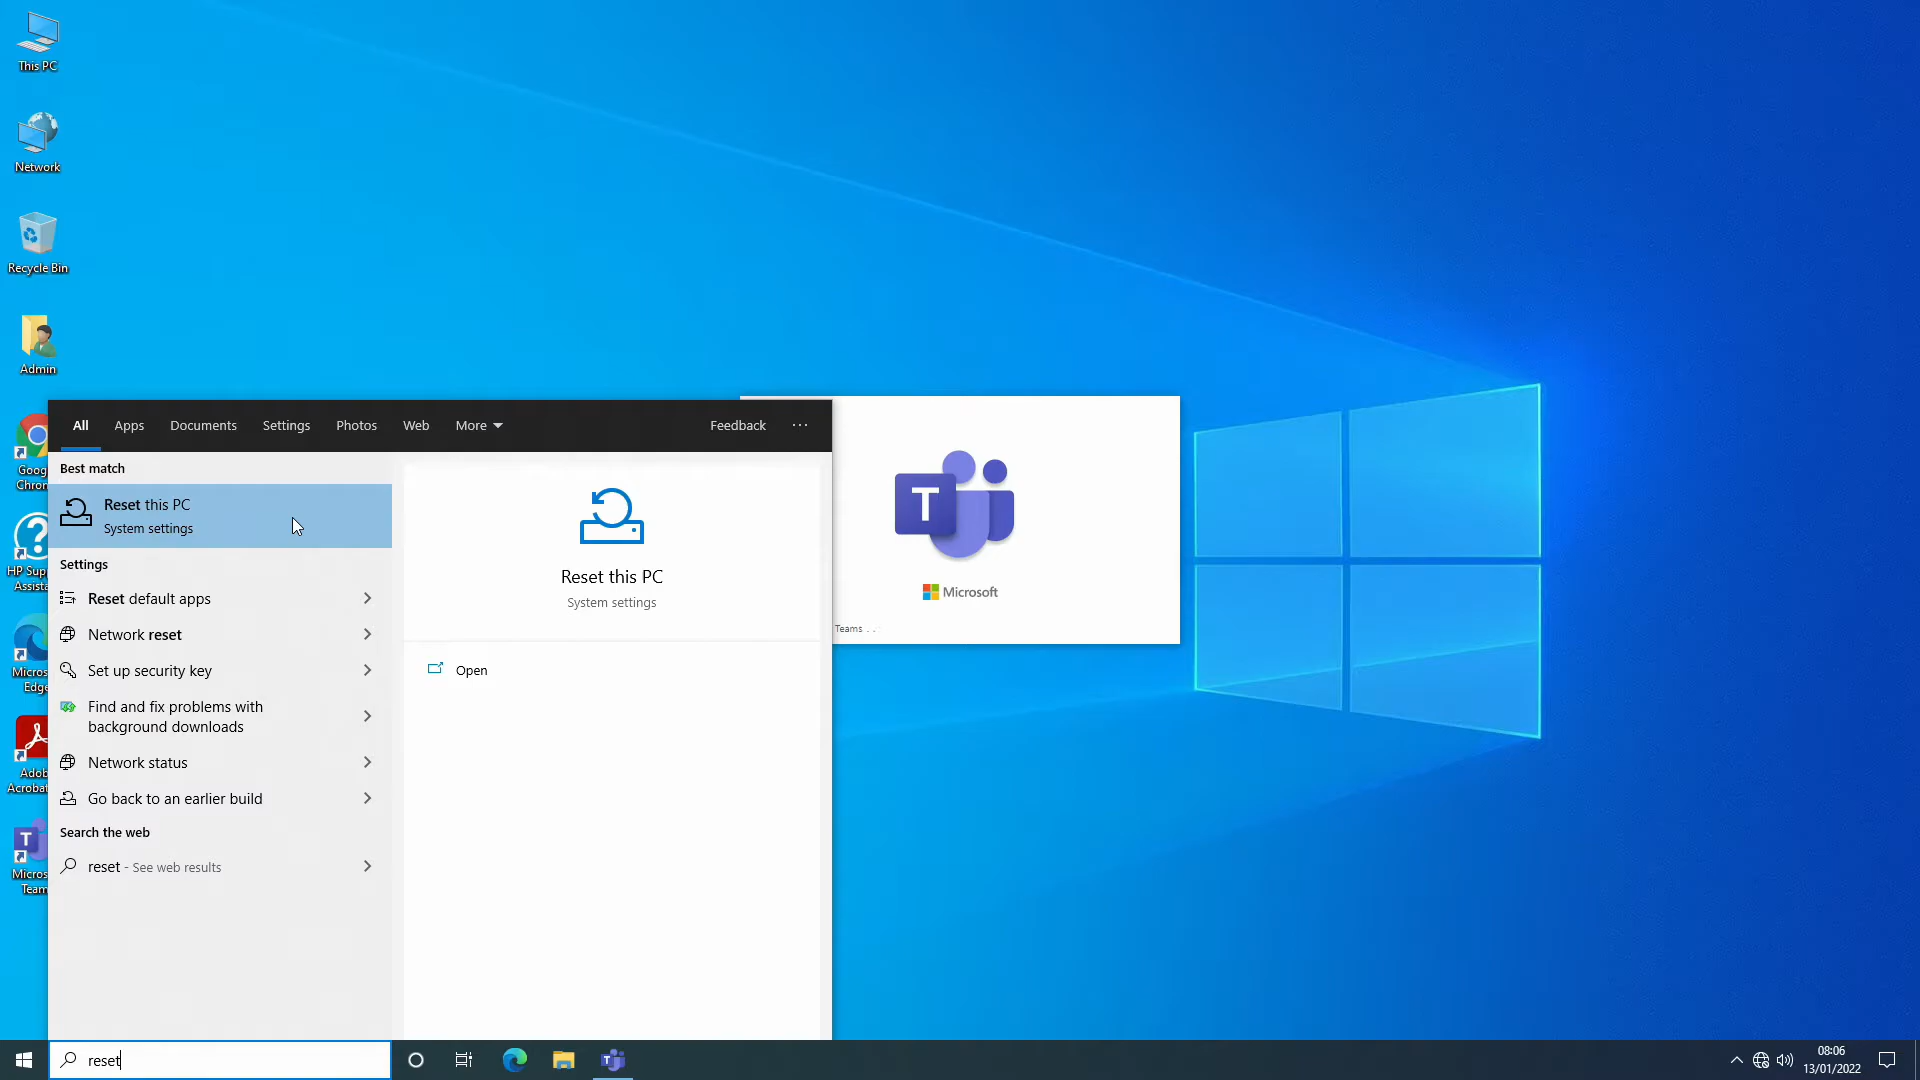 This PC
Network
Recycle Bin
Admin
Goog
Chron
HP Supp
Assista
Micros
Edge
Adob
Acrobat
T
Micros
Team
All
Apps
Documents
Settings
Photos
Web
More
Feedback
...
Best match
Reset this PC
System settings
Settings
Reset default apps
Network reset
Set up security key
Find and fix problems with
background downloads
Network status
Go back to an earlier build
Search the web
reset - See web results
Reset this PC
System settings
Open
T
Microsoft
Teams . .
reset
T
08:06
13/01/2022